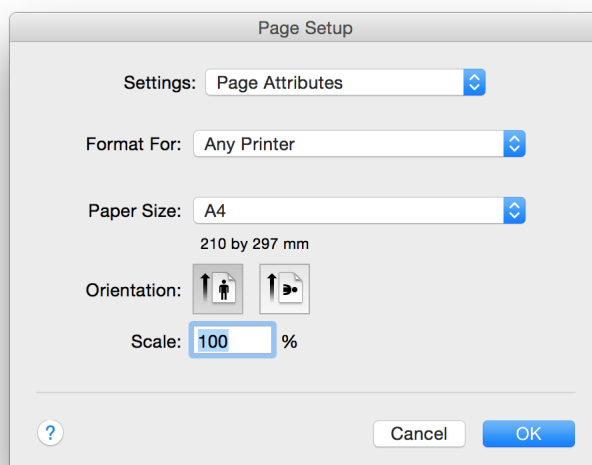 Page Setup
Settings: Page Attributes
Format For: Any Printer
Paper Size: A4
210 by 297 mm
Orientation:
Scale: 100 %
? Cancel OK